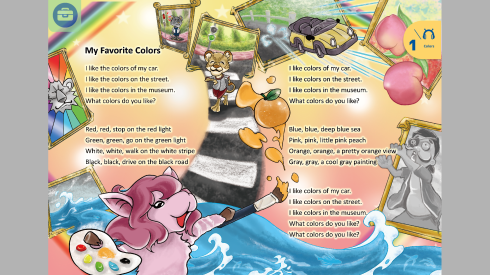 My Favorite Colors
I like the colors of my car.
I like the colors on the street.
I like the colors in the museum.
What colors do you like?
Red, red, stop on the red light
Green, green, go on the green light
White, white, walk on the white stripe
Black, black, drive on the black road
1
Colors
I like colors of my car.
I like colors on the street.
I like colors in the museum.
What colors do you like?
Blue, blue, deep blue sea
Pink, pink, little pink peach
Orange, orange, a pretty orange view
Gray, gray, a cool gray painting
I like colors of my car.
I like colors on the street.
I like colors in the museum.
What colors do you like?
What colors do you like?